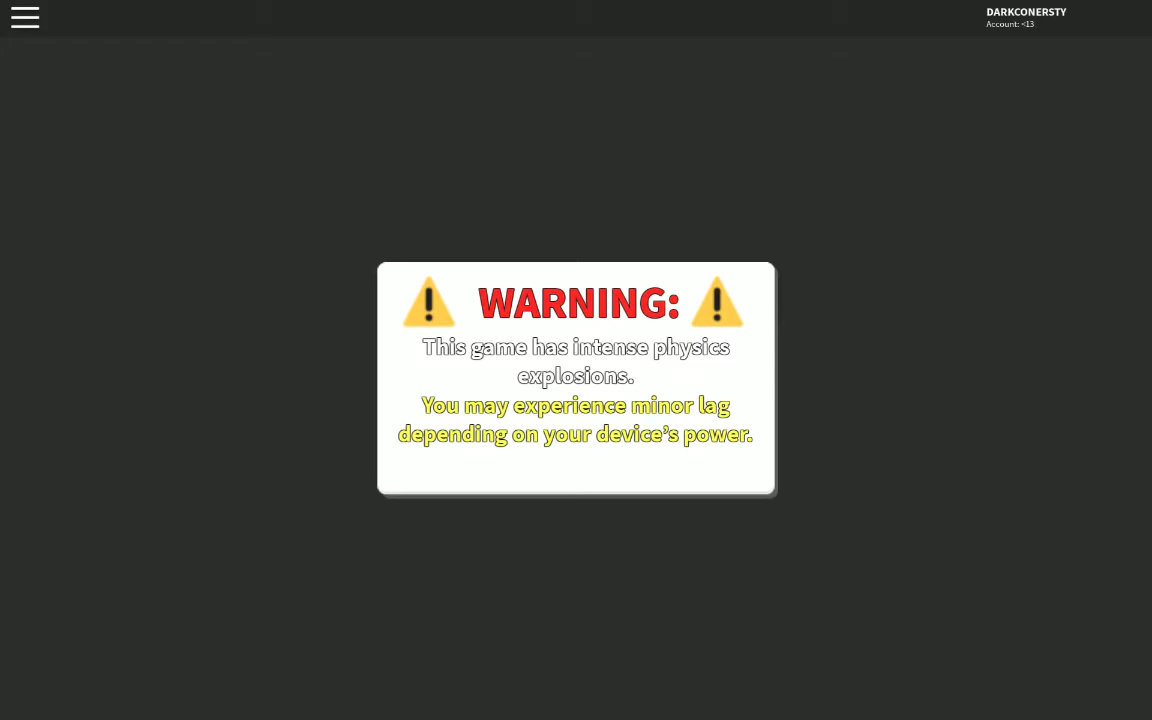 DARKCONERSTY
Account: <13
WARNING:
This game has intense physics
explosions.
You may experience minor lag
depending on your device's power.